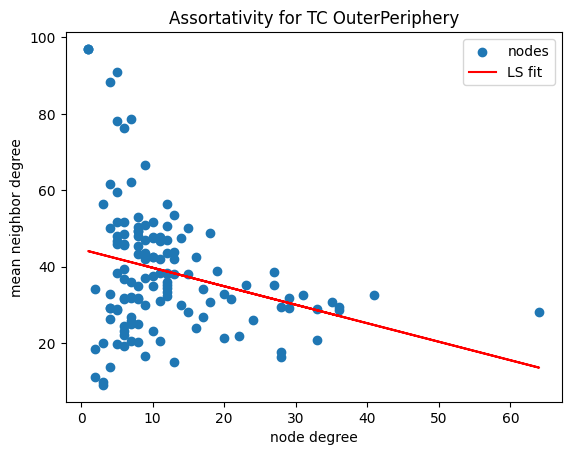 Assortativity for TC OuterPeriphery
nodes
LS fit
mean neighbor degree
100
80
60
40
20
0
10
20
30
40
50
60
node degree